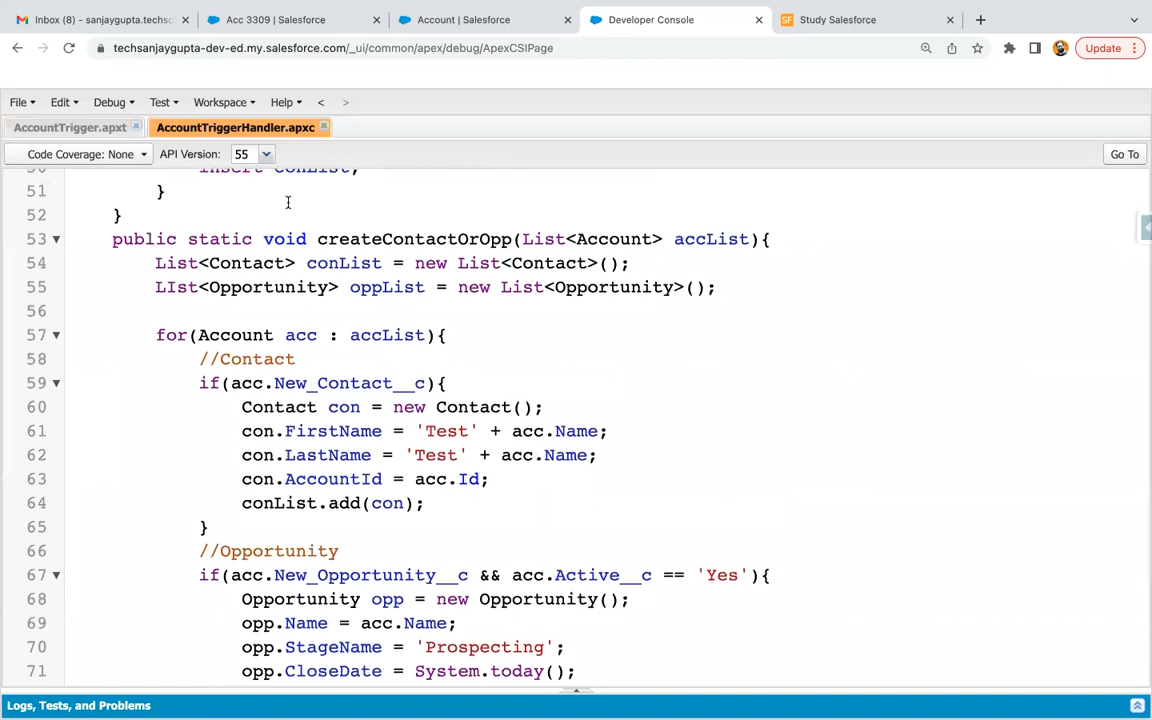 Inbox (3) - sanjaygupta.techsc
Acc 3309 | Salesforce
Account | Salesforce
Developer Console
SF Study Salesforce
techsanjaygupta-dev-ed.my.salesforce.com/_ui/common/apex/debug/ApexCSIPage
Update
File Edit Debug Test Workspace Help < >
AccountTrigger.apxt AccountTriggerHandler.apxc
Code Coverage: None API Version: 55 Go To
50 insert conList;
51 }
52 }
53 public static void createContactOrOpp(List<Account> accList){
54 List<Contact> conList = new List<Contact>();
55 LIst<Opportunity> oppList = new List<Opportunity>();
56
57 for(Account acc : accList){
58 //Contact
59 if(acc.New_Contact__c){
60 Contact con = new Contact();
61 con.FirstName = 'Test' + acc.Name;
62 con.LastName = 'Test' + acc.Name;
63 con.AccountId = acc.Id;
64 conList.add(con);
65 }
66 //Opportunity
67 if(acc.New_Opportunity__c && acc.Active__c == 'Yes'){
68 Opportunity opp = new Opportunity();
69 opp.Name = acc.Name;
70 opp.StageName = 'Prospecting';
71 opp.CloseDate = System.today();
Logs, Tests, and Problems